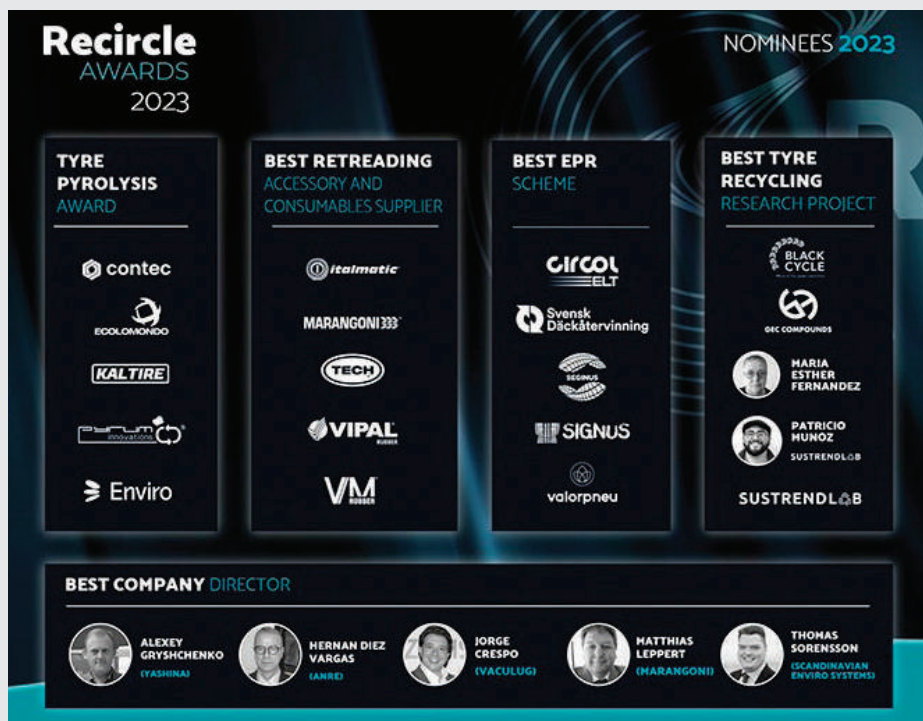 Recircle
AWARDS
2023
NOMINEES 2023
TYRE
PYROLYSIS
AWARD
contec
ECOLOMONDO
KALTIRE
pyrum
innovations
Enviro
BEST RETREADING
ACCESSORY AND
CONSUMABLES SUPPLIER
italmatic
MARANGONI
TECH
VIPAL
RUBBER
VM
RUBBER
BEST EPR
SCHEME
CIRCOL
ELT
Svensk
Däckåtervinning
SEGINUS
SIGNUS
valorpneu
BEST TYRE
RECYCLING
RESEARCH PROJECT
BLACK
CYCLE
GEC COMPOUNDS
MARIA
ESTHER
FERNANDEZ
PATRICIO
MUNOZ
SUSTRENDLAB
SUSTRENDLAB
BEST COMPANY DIRECTOR
ALEXEY
GRYSHCHENKO
(YASHINA)
HERNAN DIEZ
VARGAS
(ANRE)
JORGE
CRESPO
(VACULUG)
MATTHIAS
LEPPERT
(MARANGONI)
THOMAS
SORENSSON
(SCANDINAVIAN
ENVIRO SYSTEMS)